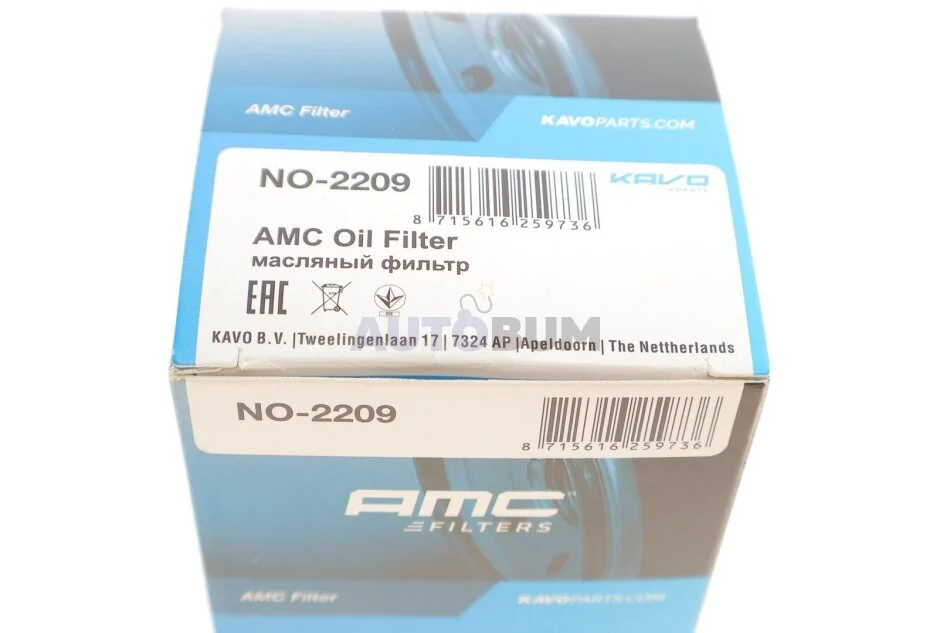 AMC Filter
KAVOPARTS.COM
NO-2209
8 715616 259736
KAVO
PARTS
AMC Oil Filter
масляный фильтр
EAC
AUTOBUM
KAVO B.V. |Tweelingenlaan 17 | 7324 AP |Apeldoorn | The Nettherlands
NO-2209
8 715616 259736
AMC
FILTERS
AMC Filter
KAVOPARTS.COM